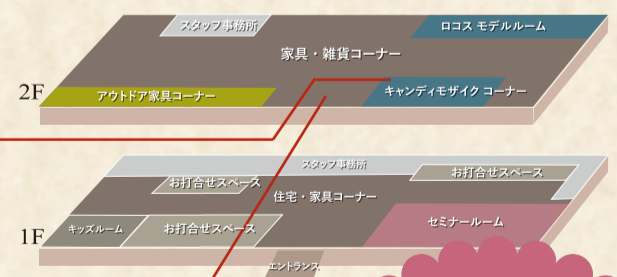 スタッフ事務所
ロコス モデルルーム
家具・雑貨コーナー
2F
アウトドア家具コーナー
キャンディモザイク コーナー
スタッフ事務所
お打合せスペース
お打合せスペース
住宅・家具コーナー
1F
キッズルーム
お打合せスペース
セミナールーム
エントランス